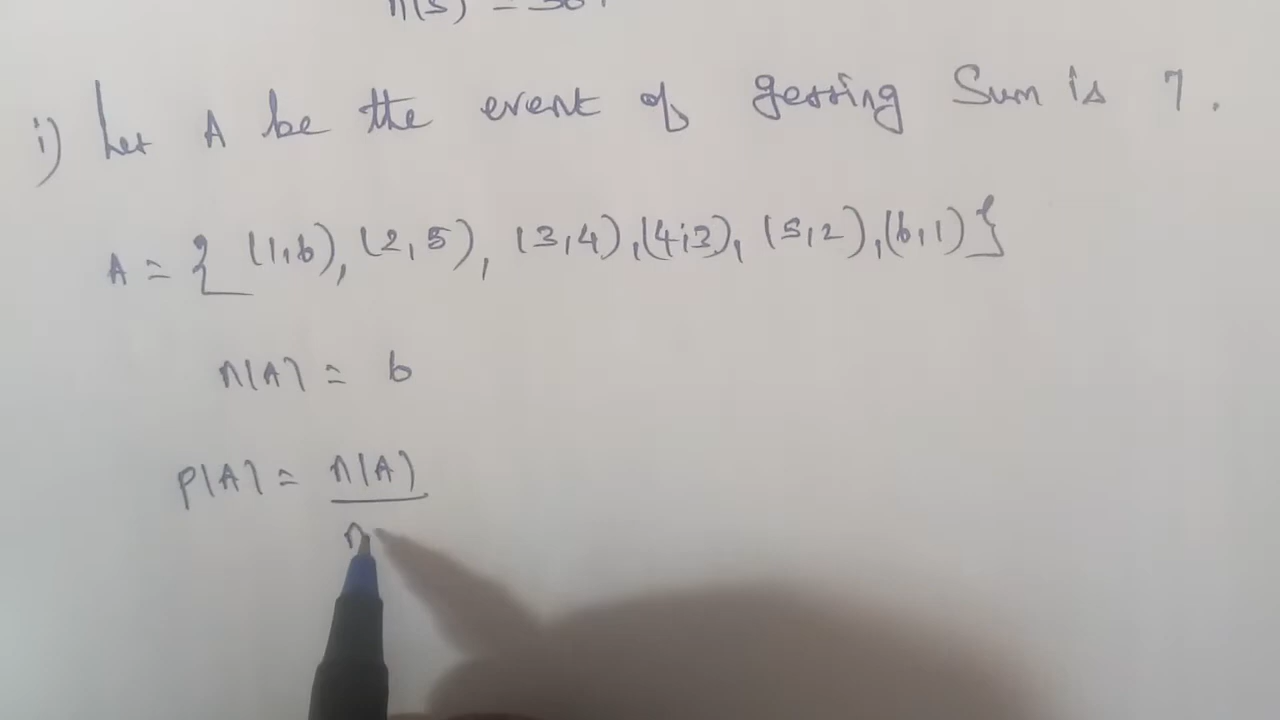 n(S) = 36.
i) Let A be the event of getting Sum is 7.
A = { (1,6), (2,5), (3,4), (4,3), (5,2), (6,1) }
n(A) = 6
P(A) = n(A)
n